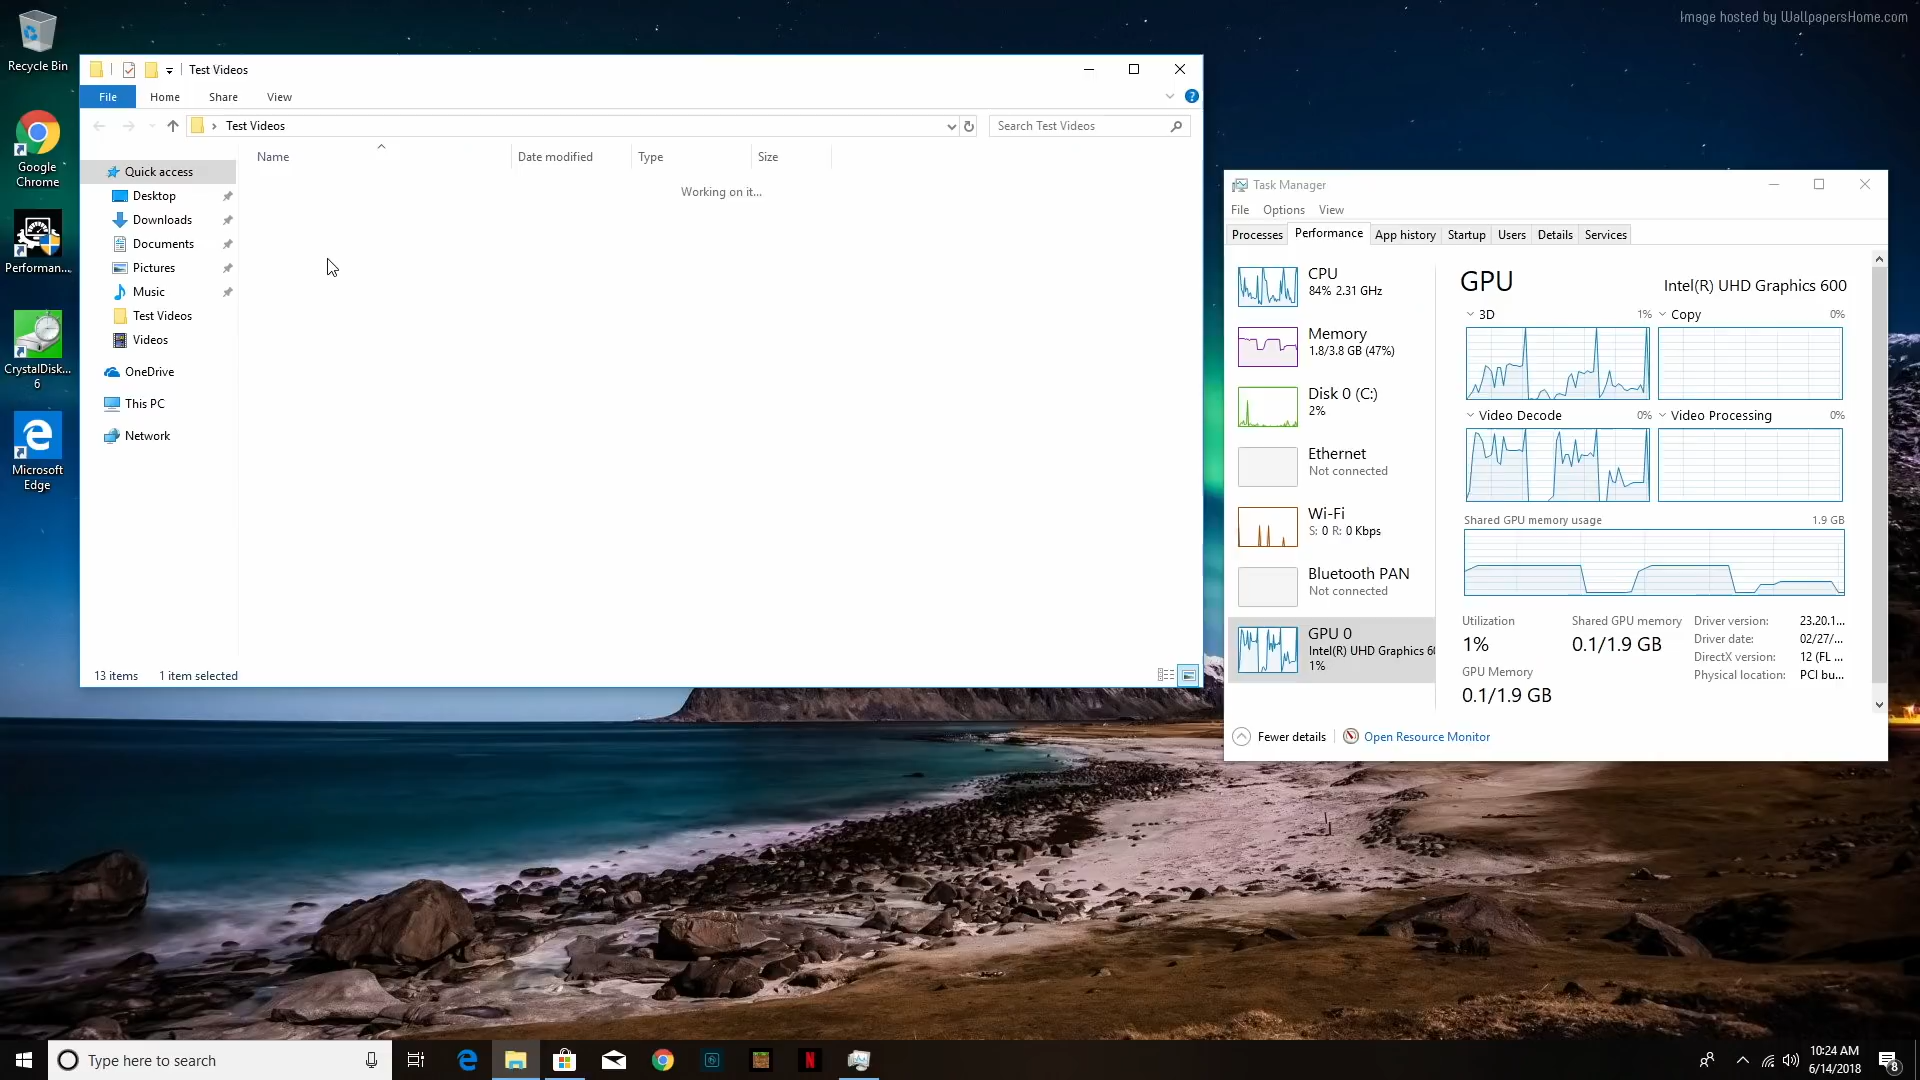 Image hosted by WallpapersHome.com
Recycle Bin
Google
Chrome
Performan...
CrystalDisk...
6
Microsoft
Edge
Test Videos
File Home Share View
Test Videos
Search Test Videos
Name Date modified Type Size
Working on it...
Quick access
Desktop
Downloads
Documents
Pictures
Music
Test Videos
Videos
OneDrive
This PC
Network
13 items 1 item selected
Task Manager
File Options View
Processes Performance App history Startup Users Details Services
CPU
84% 2.31 GHz
Memory
1.8/3.8 GB (47%)
Disk 0 (C:)
2%
Ethernet
Not connected
Wi-Fi
S: 0 R: 0 Kbps
Bluetooth PAN
Not connected
GPU 0
Intel(R) UHD Graphics 60
1%
GPU Intel(R) UHD Graphics 600
3D 1% Copy 0%
Video Decode 0% Video Processing 0%
Shared GPU memory usage 1.9 GB
Utilization
1%
Shared GPU memory
0.1/1.9 GB
GPU Memory
0.1/1.9 GB
Driver version: 23.20.1...
Driver date: 02/27/...
DirectX version: 12 (FL ...
Physical location: PCI bu...
Fewer details Open Resource Monitor
Type here to search
10:24 AM
6/14/2018
8